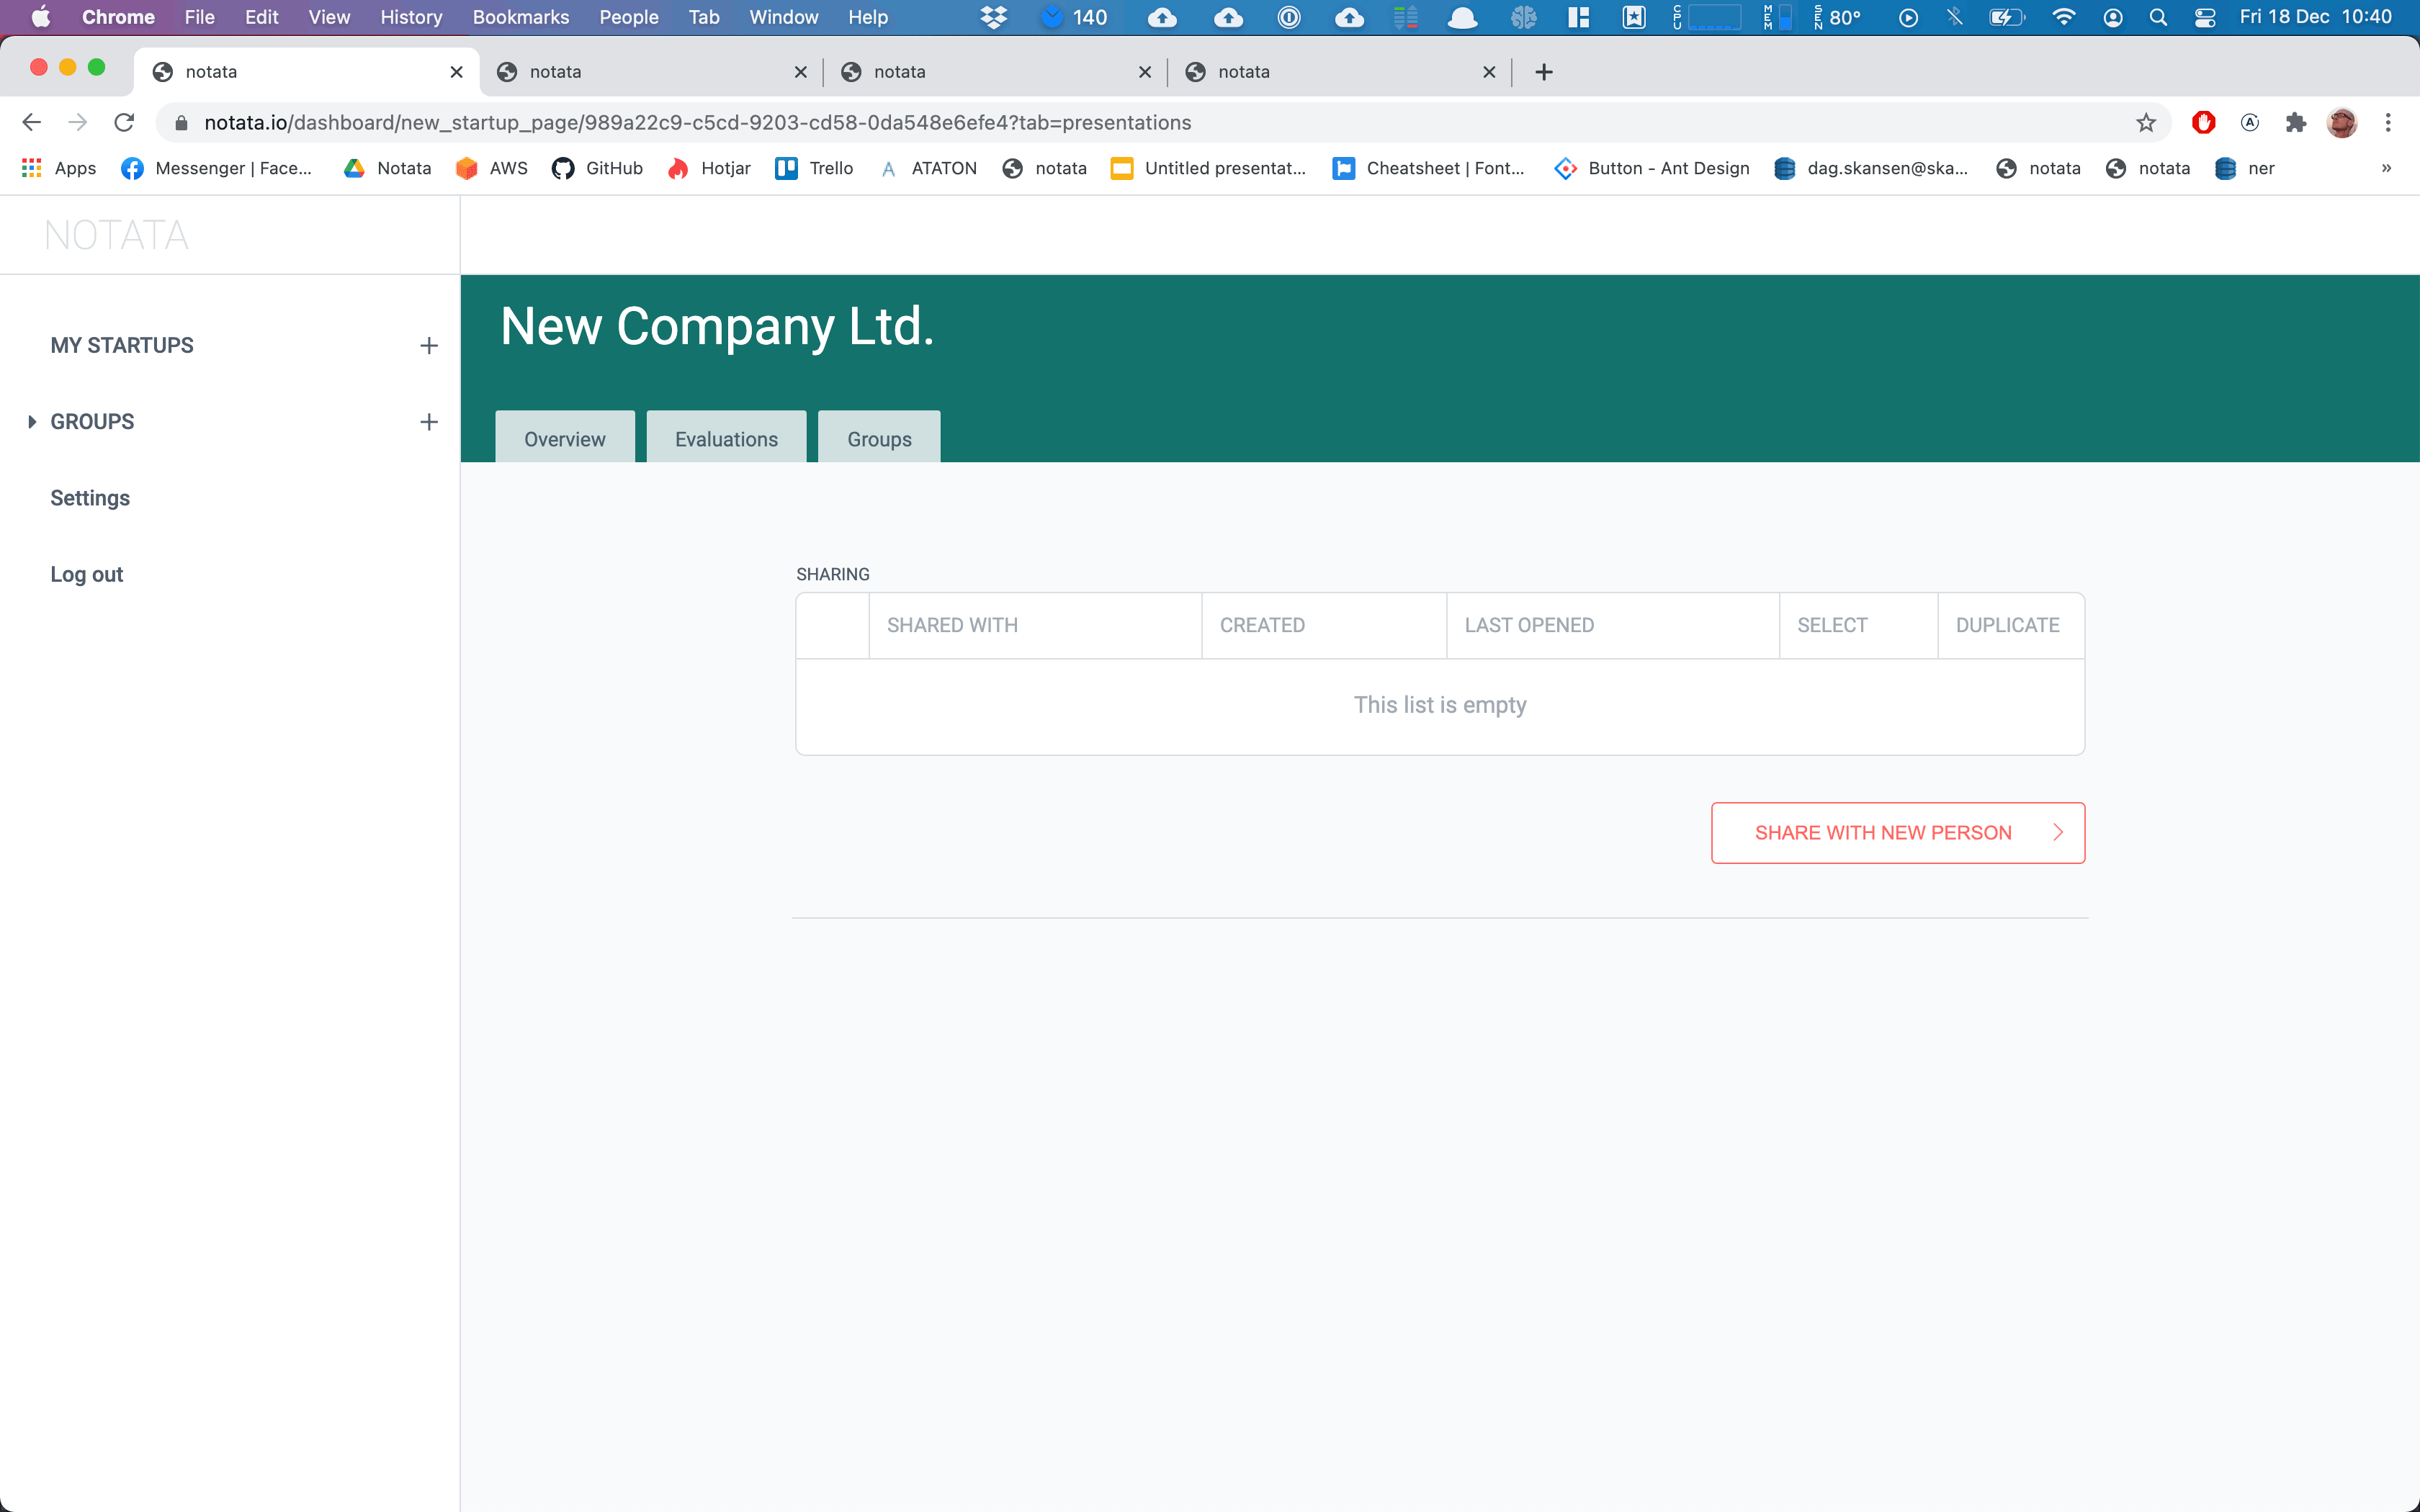 Chrome File Edit View History Bookmarks People Tab Window Help 140 CPU MEM SEN 80° Fri 18 Dec 10:40
notata notata notata notata
notata.io/dashboard/new_startup_page/989a22c9-c5cd-9203-cd58-0da548e6efe4?tab=presentations
Apps Messenger | Face... Notata AWS GitHub Hotjar Trello ATATON notata Untitled presentat... Cheatsheet | Font... Button - Ant Design dag.skansen@ska... notata notata ner »
NOTATA
New Company Ltd.
MY STARTUPS
GROUPS
Settings
Log out
Overview Evaluations Groups
SHARING
SHARED WITH CREATED LAST OPENED SELECT DUPLICATE
This list is empty
SHARE WITH NEW PERSON